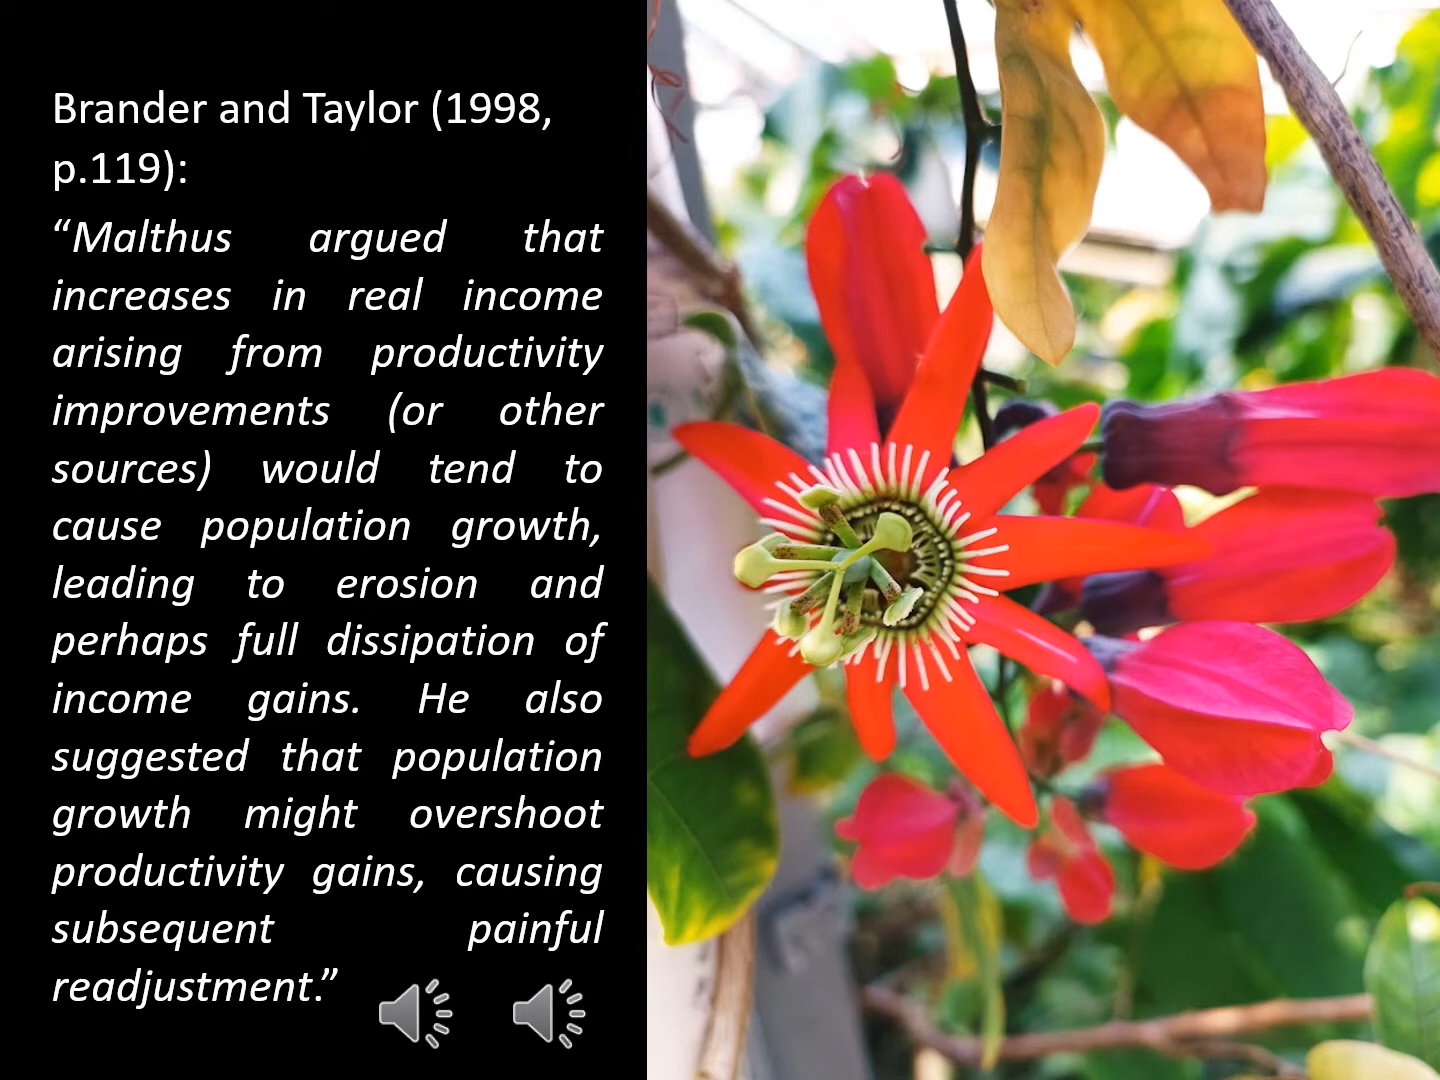 Brander and Taylor (1998,
p.119):
“Malthus argued that
increases in real income
arising from productivity
improvements (or other
sources) would tend to
cause population growth,
leading to erosion and
perhaps full dissipation of
income gains. He also
suggested that population
growth might overshoot
productivity gains, causing
subsequent painful
readjustment.”